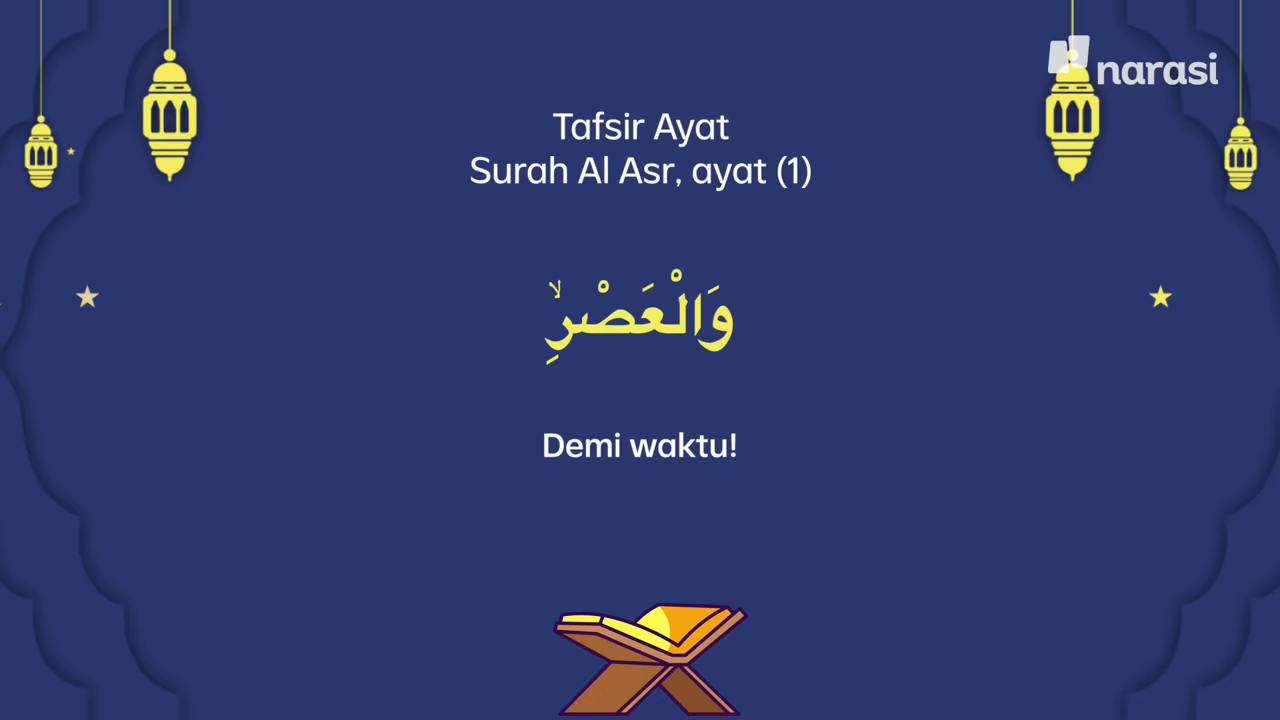 narasi
Tafsir Ayat
Surah Al Asr, ayat (1)
وَالْعَصْرِۙ
Demi waktu!